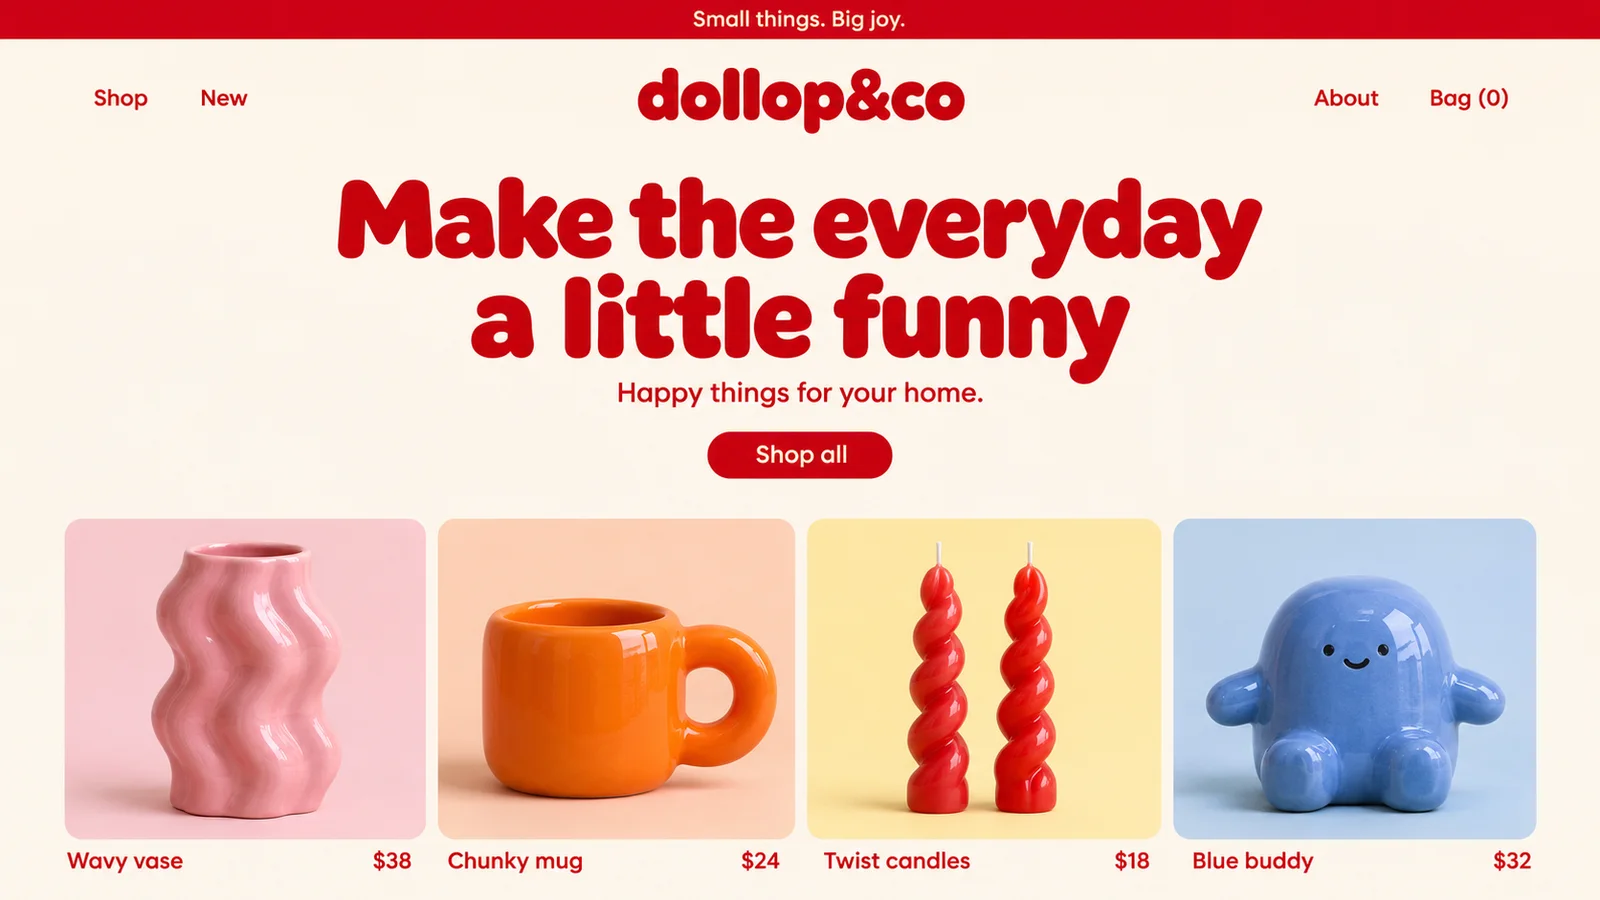 Small things. Big joy.
Shop
New
dollop&co
About
Bag (0)
Make the everyday
a little funny
Happy things for your home.
Shop all
Wavy vase
$38
Chunky mug
$24
Twist candles
$18
Blue buddy
$32